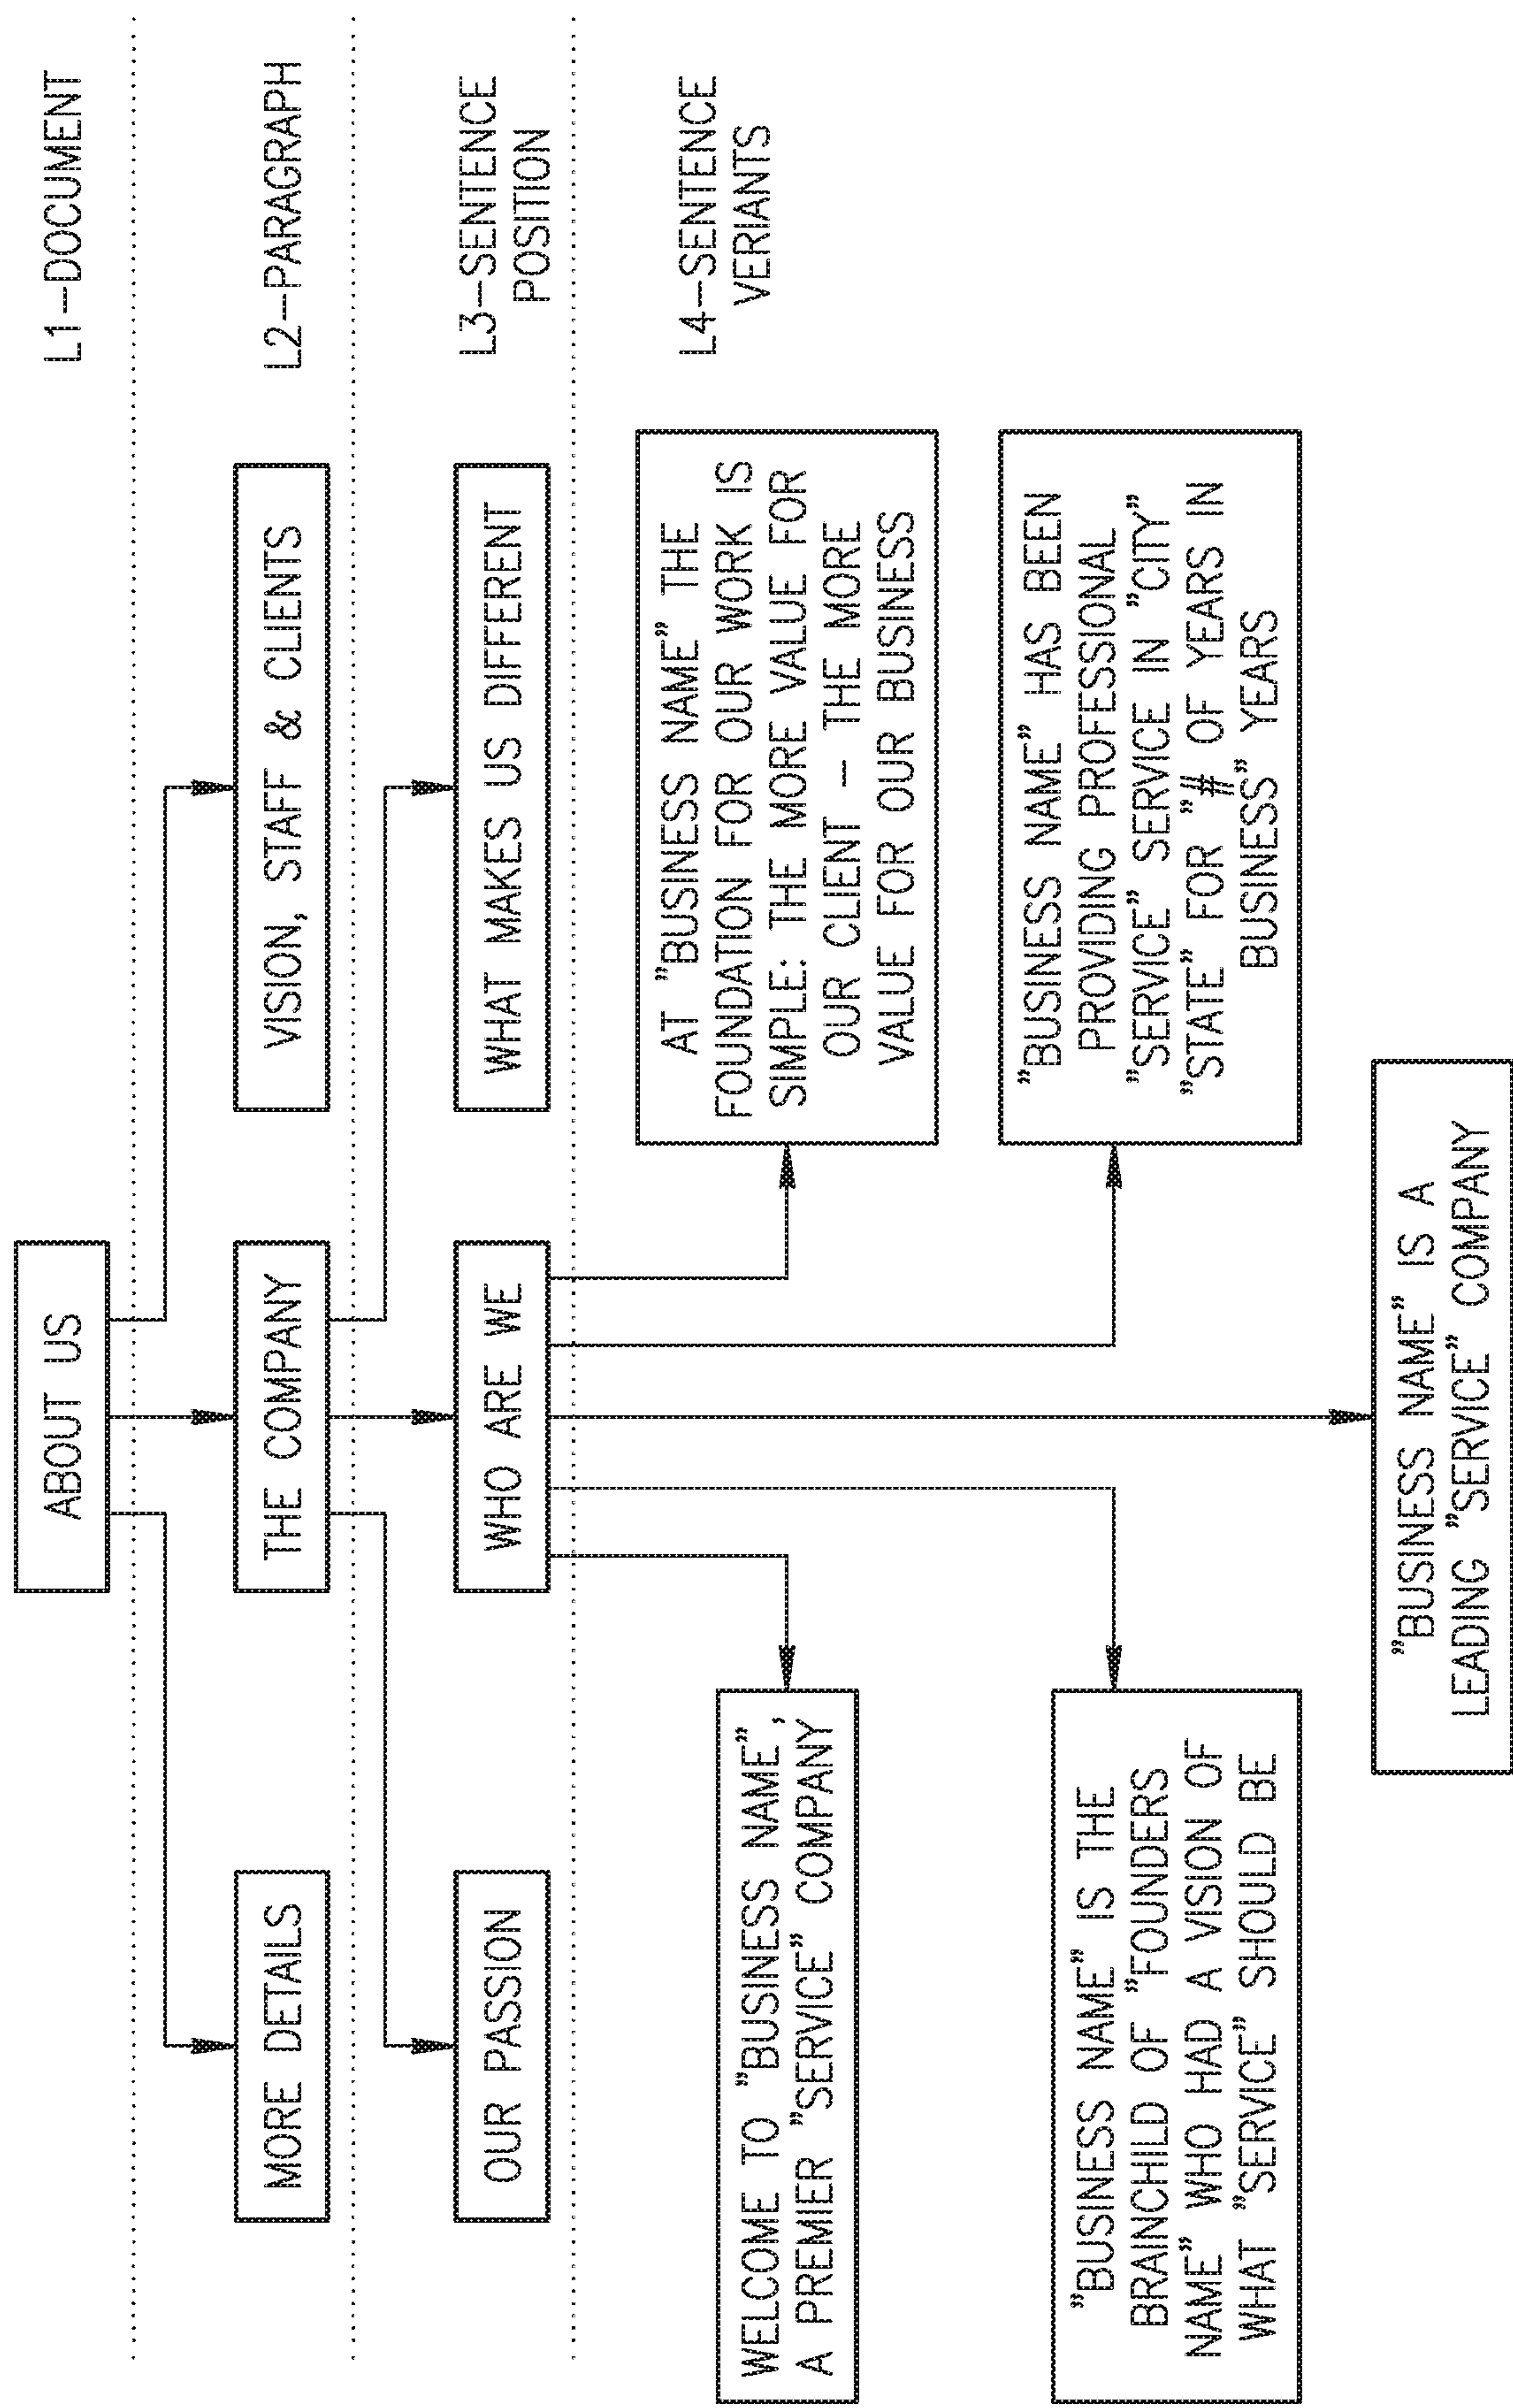 ABOUT US
L1-DOCUMENT
MORE DETAILS
THE COMPANY
VISION, STAFF & CLIENTS
L2-PARAGRAPH
OUR PASSION
WHO ARE WE
WHAT MAKES US DIFFERENT
L3-SENTENCE
POSITION
L4-SENTENCE
VERIANTS
WELCOME TO "BUSINESS NAME",
A PREMIER "SERVICE" COMPANY
AT "BUSINESS NAME" THE
FOUNDATION FOR OUR WORK IS
SIMPLE: THE MORE VALUE FOR
OUR CLIENT – THE MORE
VALUE FOR OUR BUSINESS
"BUSINESS NAME" IS THE
BRAINCHILD OF "FOUNDERS
NAME" WHO HAD A VISION OF
WHAT "SERVICE" SHOULD BE
"BUSINESS NAME" HAS BEEN
PROVIDING PROFESSIONAL
"SERVICE" SERVICE IN "CITY"
"STATE" FOR "# OF YEARS IN
BUSINESS" YEARS
"BUSINESS NAME" IS A
LEADING "SERVICE" COMPANY